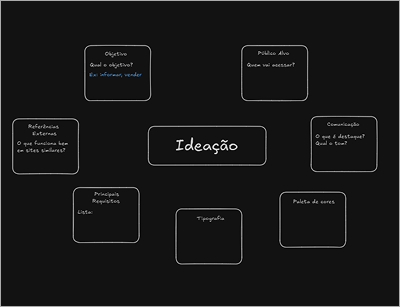 Objetivo
Qual o objetivo?
Ex: informar, vender
Público Alvo
Quem vai acessar?
Referências
Externas
O que funciona bem
em sites similares?
Ideação
Comunicação
O que é destaque?
Qual o tom?
Principais
Requisitos
Lista:
Tipografia
Paleta de cores